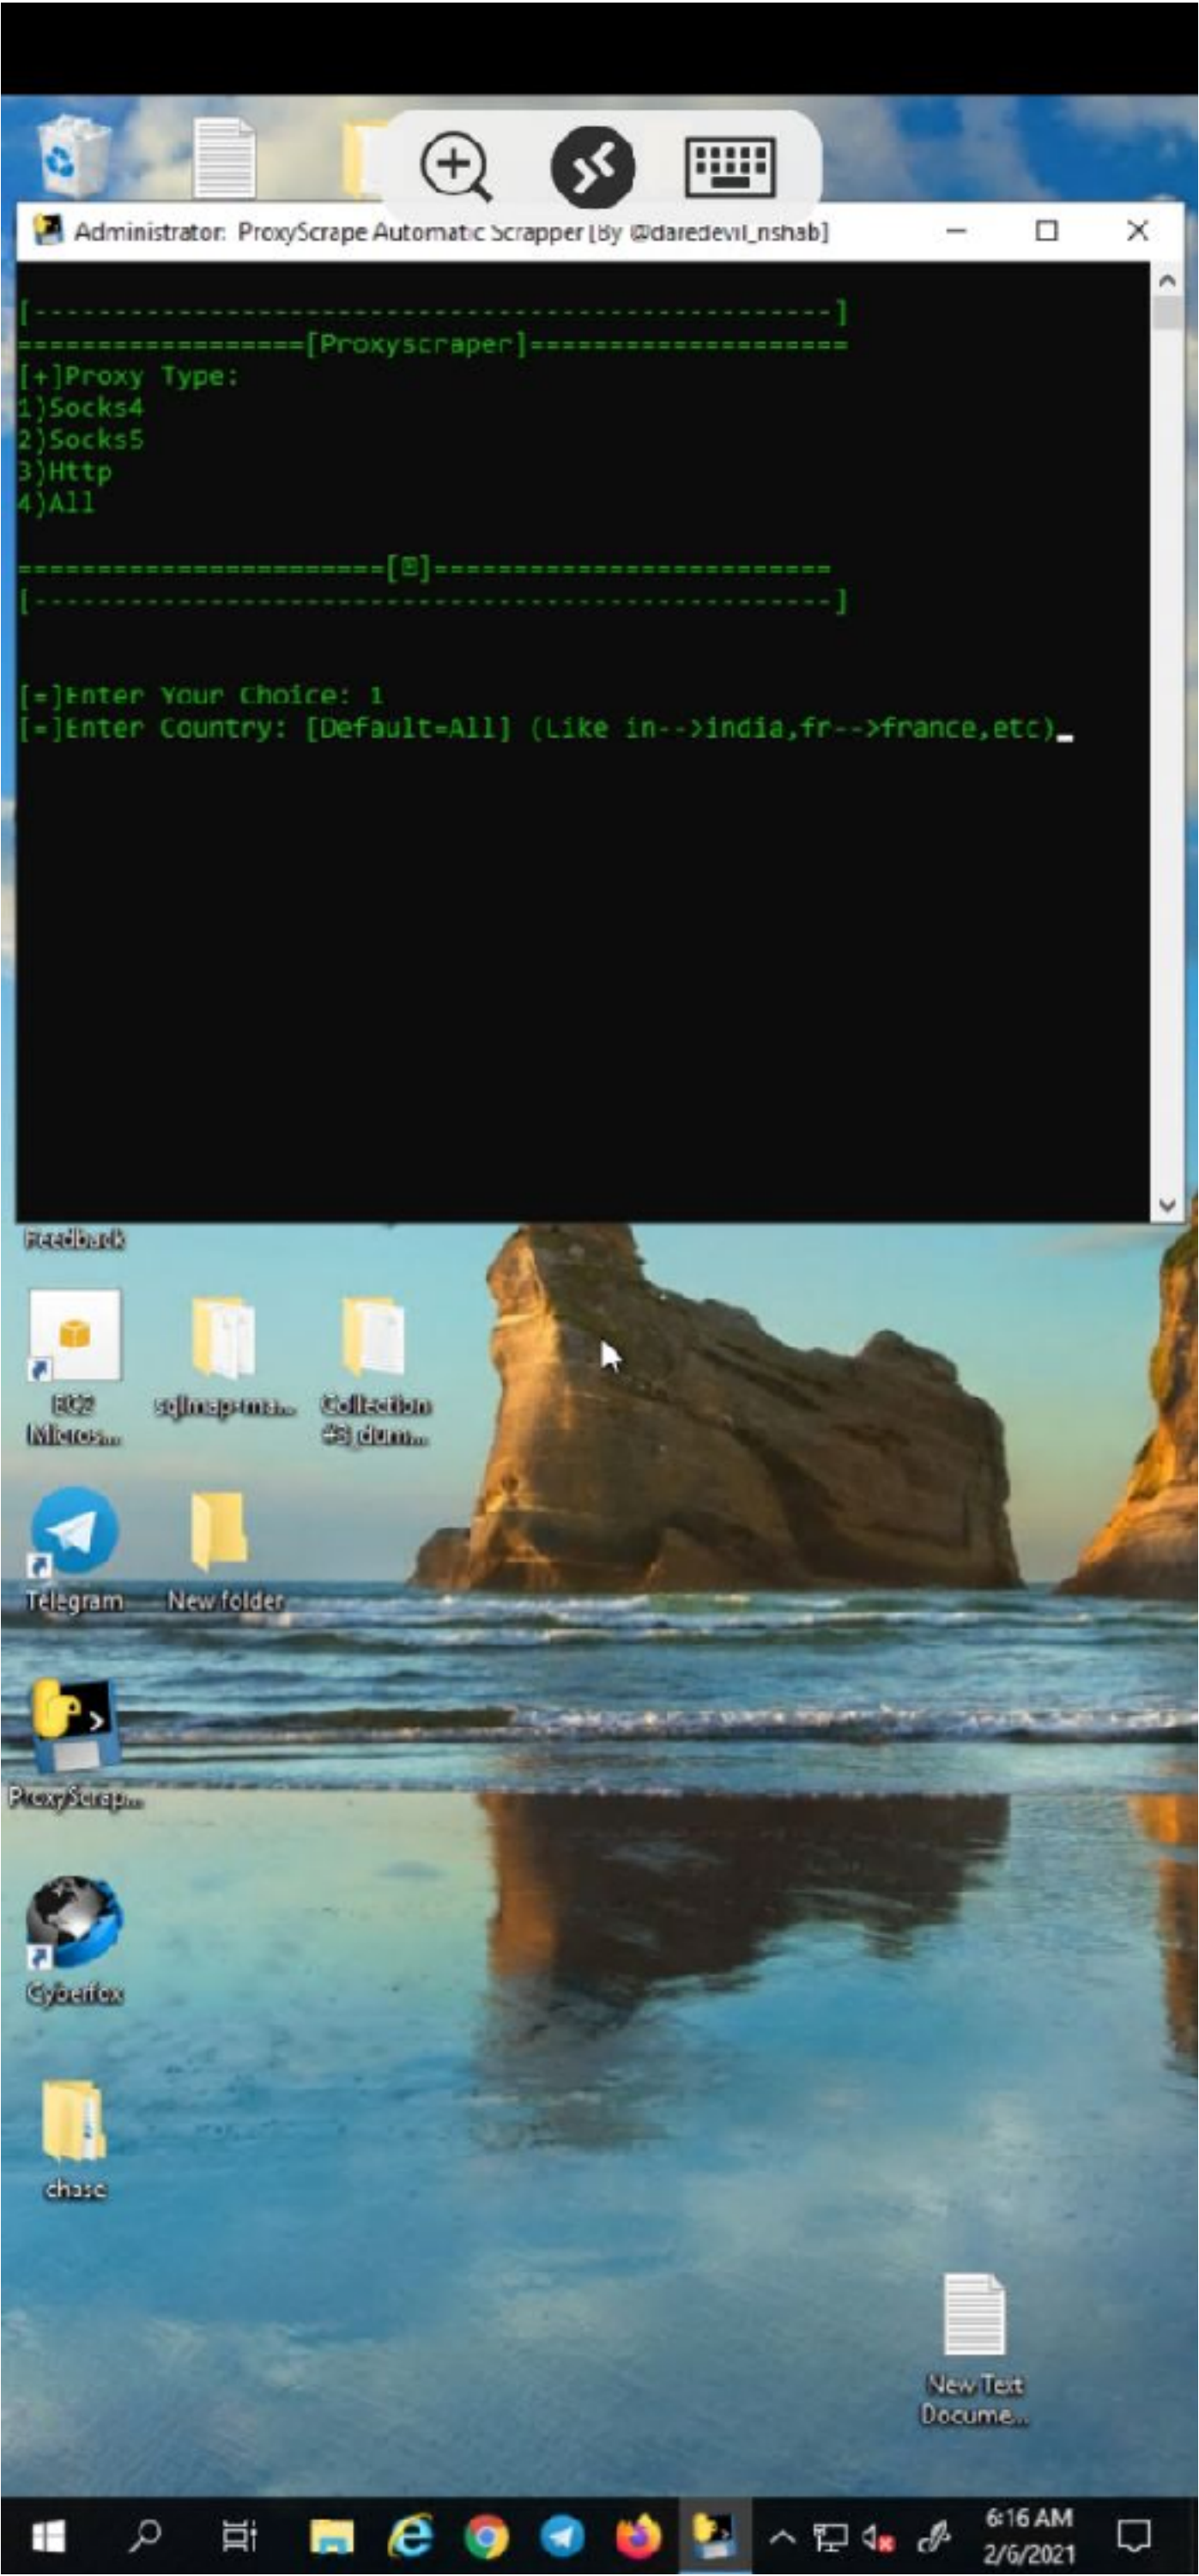 Administrator: ProxyScrape Automatic Scrapper [By @daredevil_nshab]
[---------------------------------------------------]
==================[Proxyscraper]====================
[+]Proxy Type:
1)Socks4
2)Socks5
3)Http
4)All
=======================[⍰]=========================
[---------------------------------------------------]
[=]Enter Your Choice: 1
[=]Enter Country: [Default=All] (Like in-->india,fr-->france,etc)
Feedback
EC2 Micros...
sqlmap-ma...
Collection #3_dum...
Telegram
New folder
ProxyScrap...
Cyberfox
chase
New Text Docume...
6:16 AM
2/6/2021